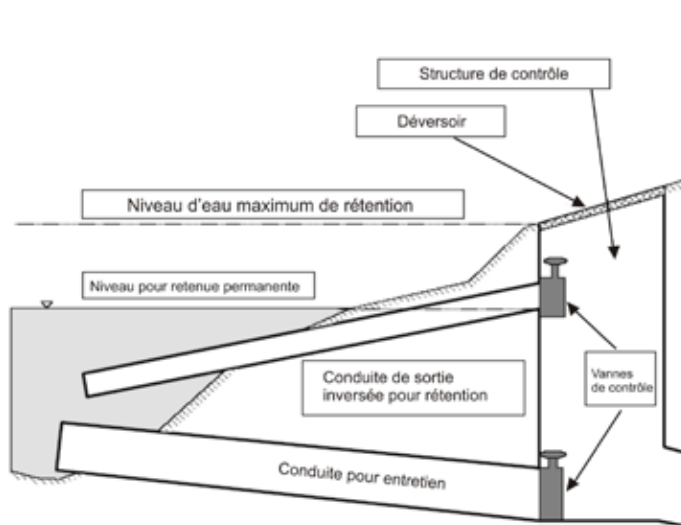 Structure de contrôle
Déversoir
Niveau d'eau maximum de rétention
Niveau pour retenue permanente
Conduite de sortie
inversée pour rétention
Vannes
de contrôle
Conduite pour entretien